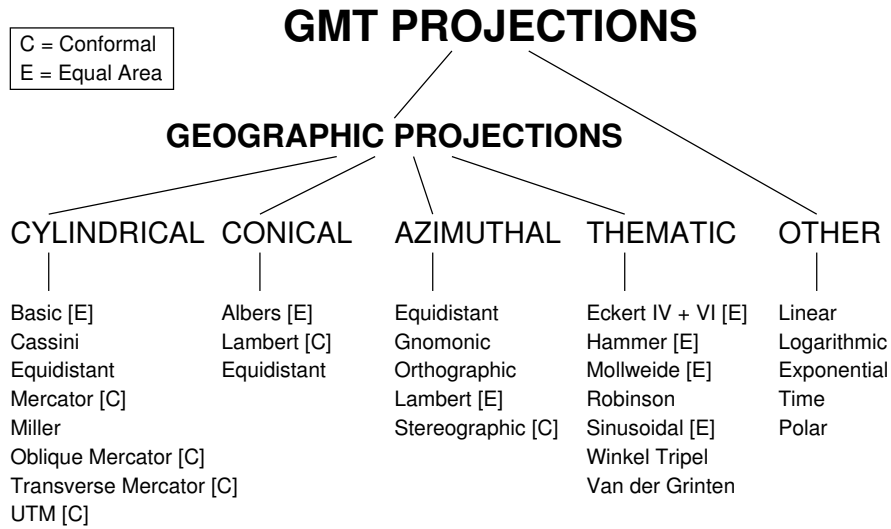 GMT PROJECTIONS
C = Conformal
E = Equal Area
GEOGRAPHIC PROJECTIONS
CYLINDRICAL
Basic [E]
Cassini
Equidistant
Mercator [C]
Miller
Oblique Mercator [C]
Transverse Mercator [C]
UTM [C]
CONICAL
Albers [E]
Lambert [C]
Equidistant
AZIMUTHAL
Equidistant
Gnomonic
Orthographic
Lambert [E]
Stereographic [C]
THEMATIC
Eckert IV + VI [E]
Hammer [E]
Mollweide [E]
Robinson
Sinusoidal [E]
Winkel Tripel
Van der Grinten
OTHER
Linear
Logarithmic
Exponential
Time
Polar